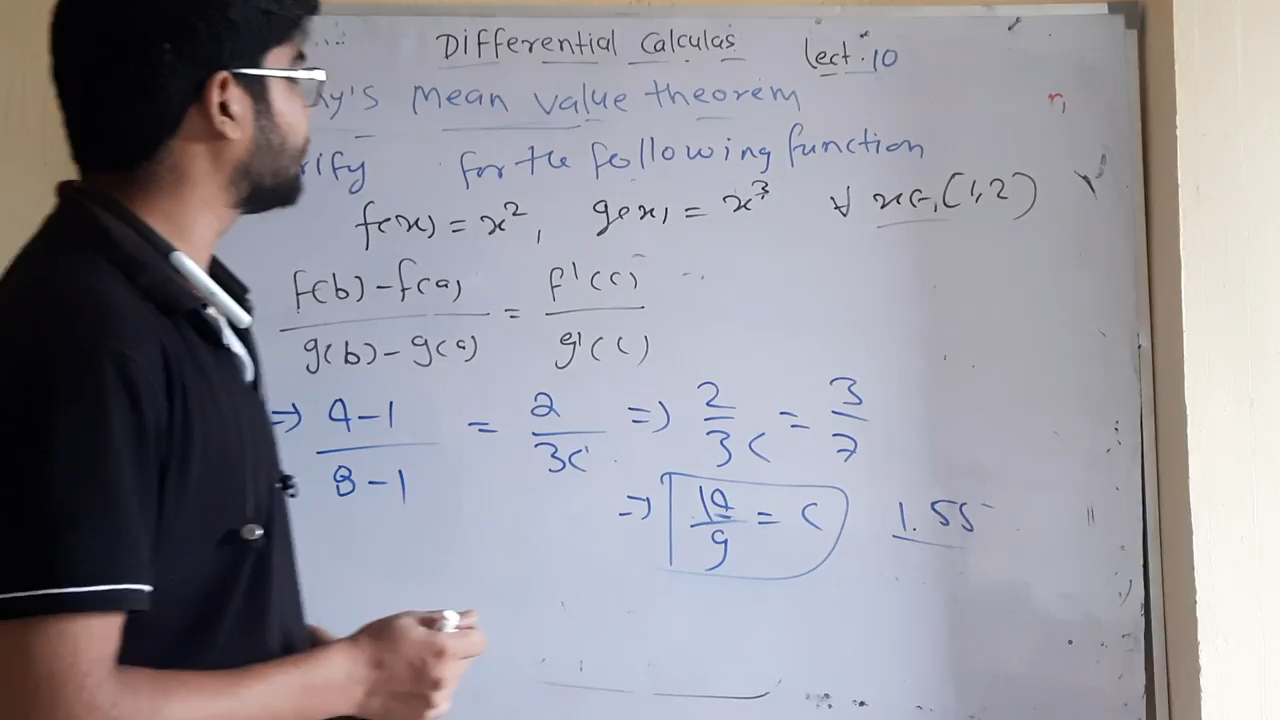 Differential Calculas Lect. 10
hy's mean value theorem
rify for the following function
f(x) = x², g(x) = x³ ∀ x∈(1,2)
f(b)-f(a) / g(b)-g(a) = f'(c) / g'(c)
=> 4-1 / 8-1 = 2 / 3c => 2 / 3c = 3 / 7
=> 14 / 9 = c 1.55